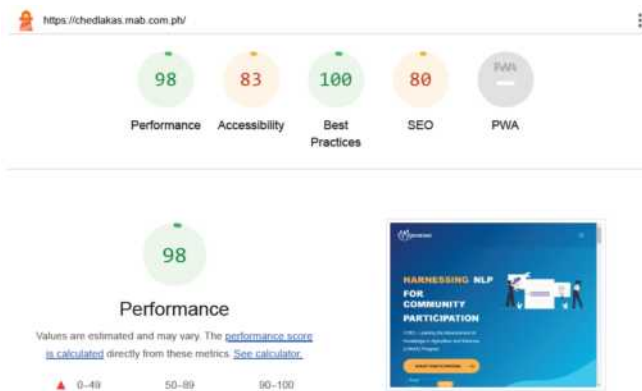 https://chedlakas.mab.com.ph/
98
83
100
80
Performance
Accessibility
Best
Practices
SEO
PWA
98
Performance
Values are estimated and may vary. The performance score
is calculated directly from these metrics. See calculator.
0–49
50–89
90–100
HARNESSING NLP
FOR
COMMUNITY
PARTICIPATION